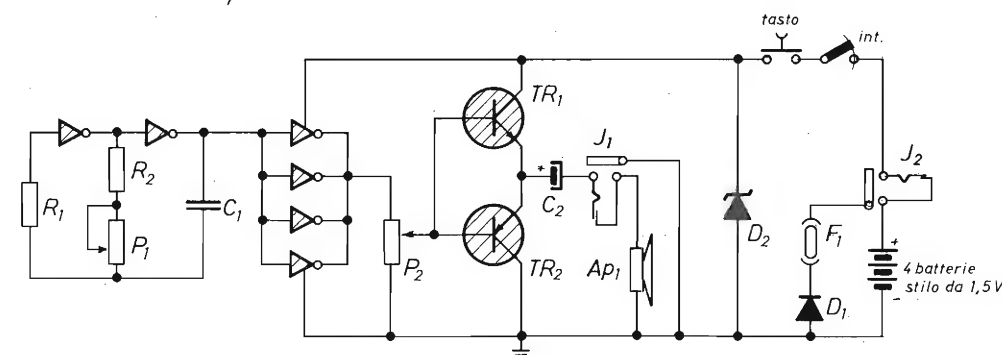 tasto
int.
TR1
J1
J2
R2
R1
C1
P1
P2
C2
TR2
Ap1
D2
F1
D1
+
+
-
4 batterie
stilo da 1,5V